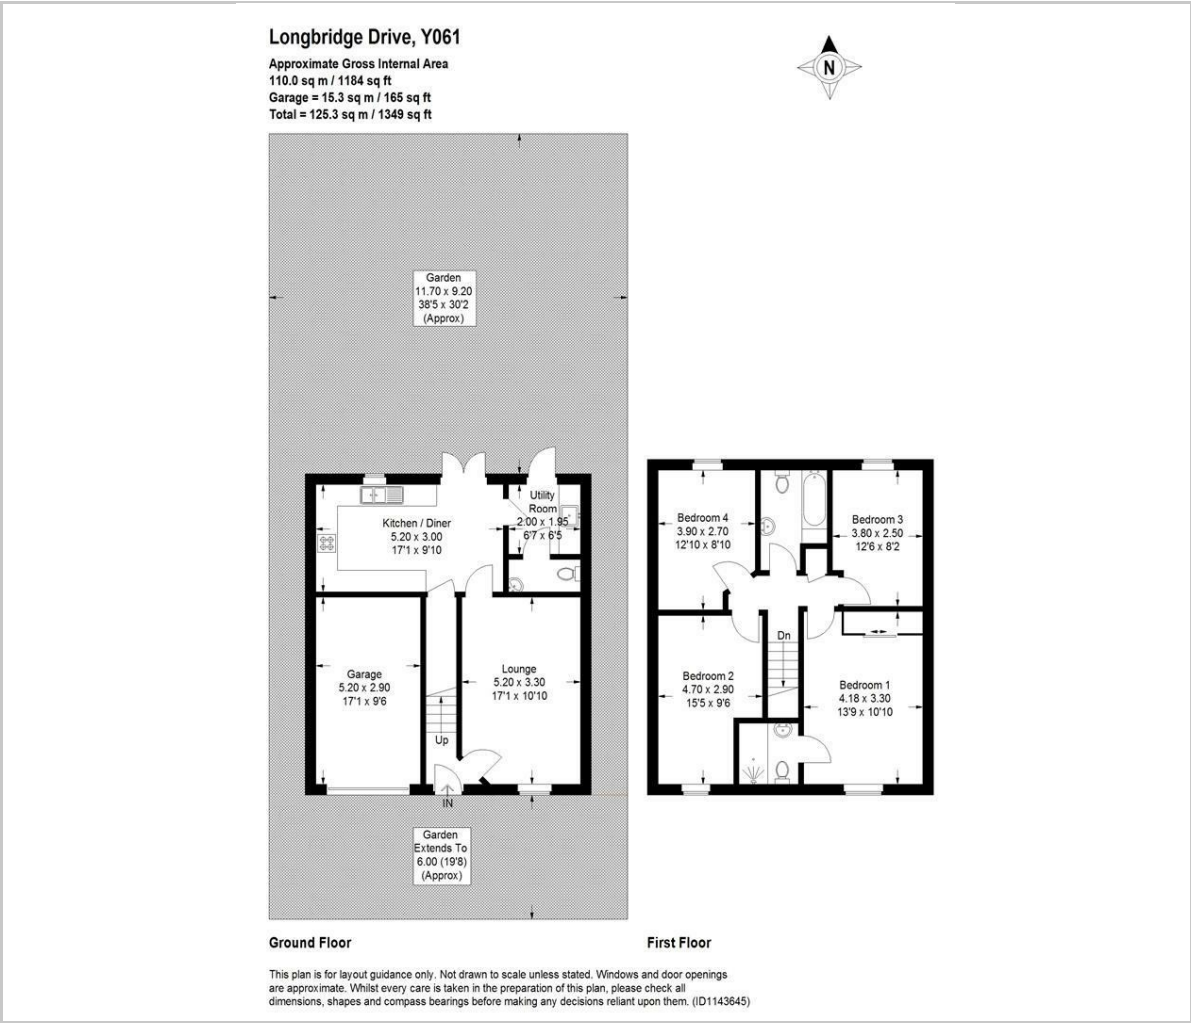 Longbridge Drive, Y061
Approximate Gross Internal Area
110.0 sq m / 1184 sq ft
Garage = 15.3 sq m / 165 sq ft
Total = 125.3 sq m / 1349 sq ft
N
Garden
11.70 x 9.20
38'5 x 30'2
(Approx)
Kitchen / Diner
5.20 x 3.00
17'1 x 9'10
Utility
Room
2.00 x 1.95
6'7 x 6'5
Garage
5.20 x 2.90
17'1 x 9'6
Lounge
5.20 x 3.30
17'1 x 10'10
Up
IN
Garden
Extends To
6.00 (19'8)
(Approx)
Bedroom 4
3.90 x 2.70
12'10 x 8'10
Bedroom 3
3.80 x 2.50
12'6 x 8'2
Dn
Bedroom 2
4.70 x 2.90
15'5 x 9'6
Bedroom 1
4.18 x 3.30
13'9 x 10'10
Ground Floor
First Floor
This plan is for layout guidance only. Not drawn to scale unless stated. Windows and door openings
are approximate. Whilst every care is taken in the preparation of this plan, please check all
dimensions, shapes and compass bearings before making any decisions reliant upon them. (ID1143645)